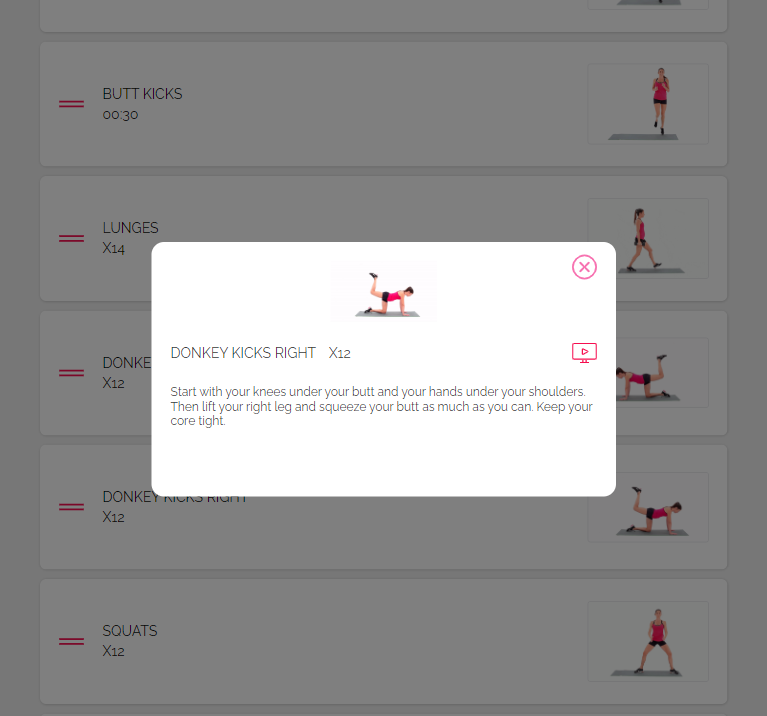 BUTT KICKS
00:30
LUNGES
X14
DONKEY KICKS RIGHT X12
Start with your knees under your butt and your hands under your shoulders.
Then lift your right leg and squeeze your butt as much as you can. Keep your
core tight.
DONKE
X12
DONKEY KICKS RIGHT
X12
SQUATS
X12